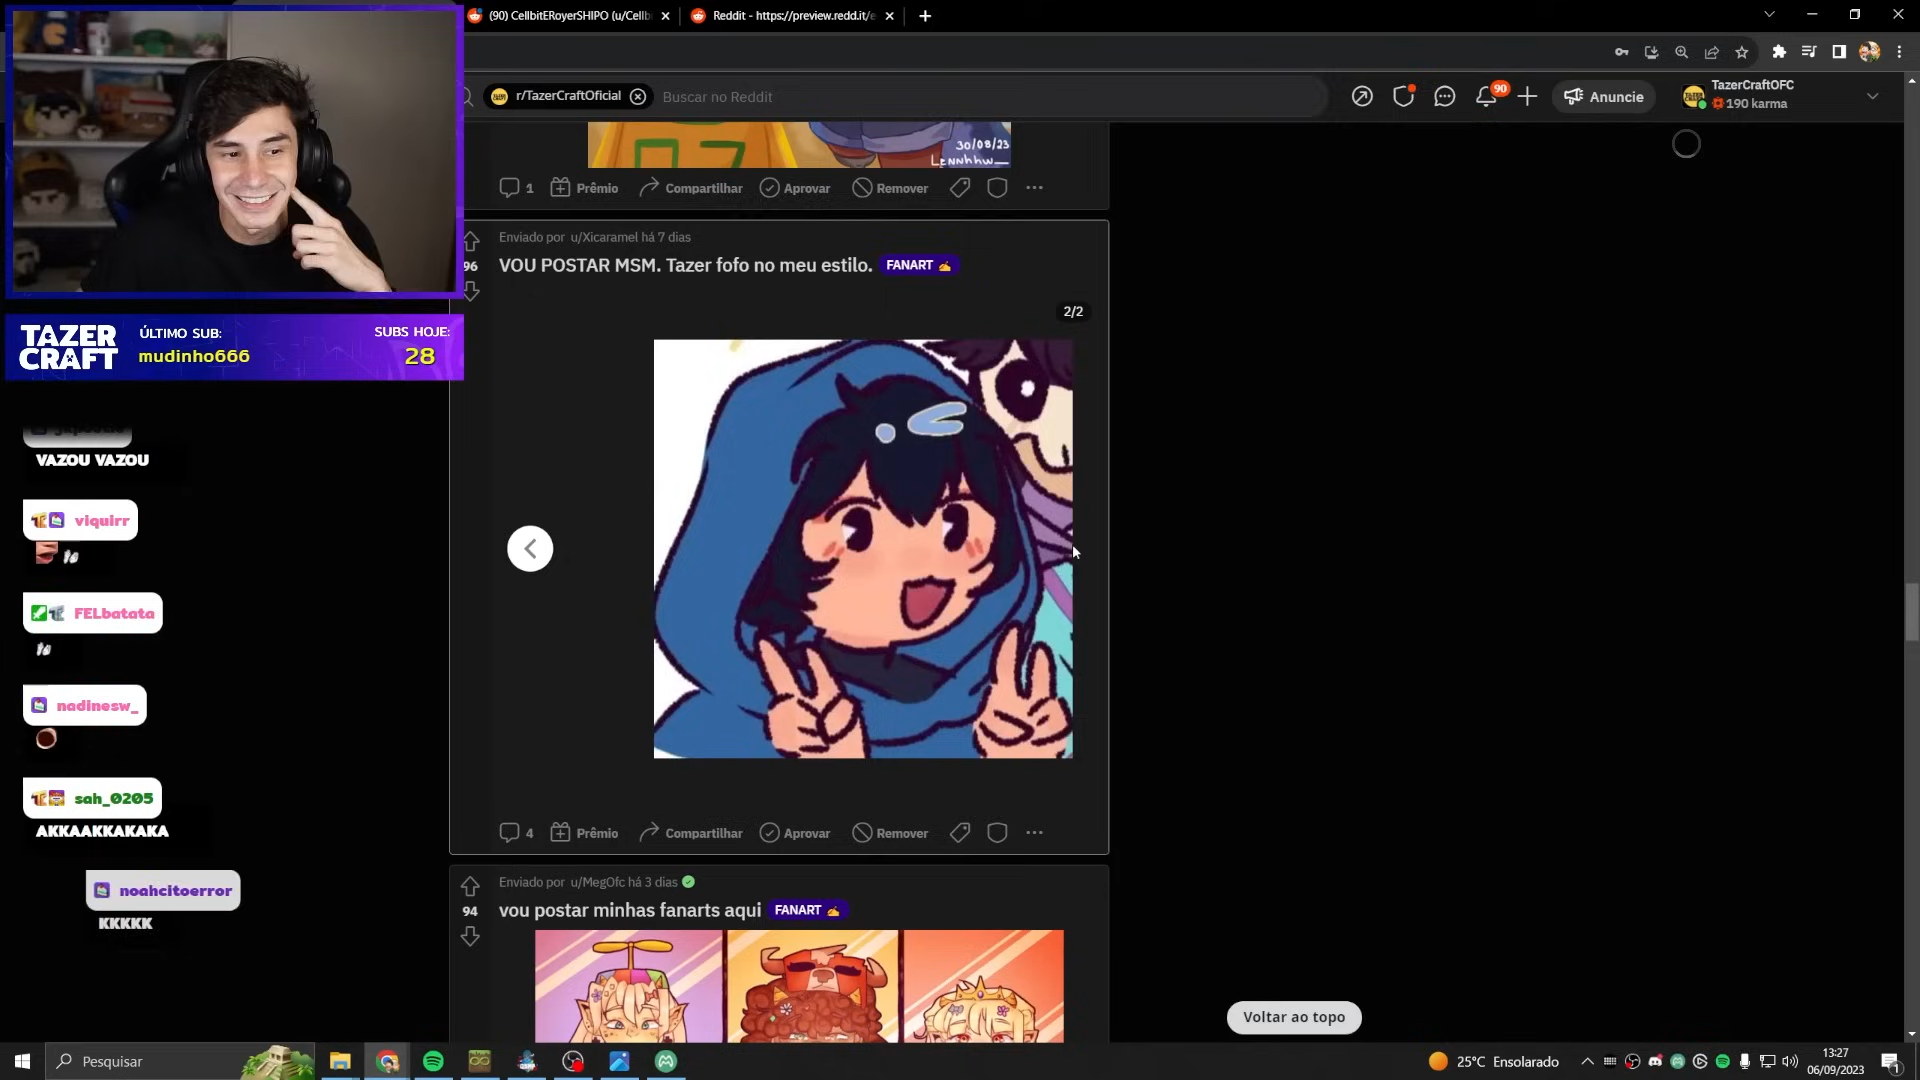 (90) CellbitERoyerSHIPO (u/Cellb
Reddit - https://preview.redd.it/e
r/TazerCraftOficial
Buscar no Reddit
90
Anuncie
TazerCraftOFC
190 karma
30/08/23
Lennhhw__
1
Prêmio
Compartilhar
Aprovar
Remover
Enviado por u/Xicaramel há 7 dias
96
VOU POSTAR MSM. Tazer fofo no meu estilo.
FANART
2/2
TAZER
CRAFT
ÚLTIMO SUB:
mudinho666
SUBS HOJE:
28
VAZOU VAZOU
viquirr
FELbatata
nadinesw_
sah_0205
AKKAAKKAKAKA
noahcitoerror
KKKKK
4
Prêmio
Compartilhar
Aprovar
Remover
Enviado por u/MegOfc há 3 dias
94
vou postar minhas fanarts aqui
FANART
Voltar ao topo
Pesquisar
25°C Ensolarado
13:27
06/09/2023
1